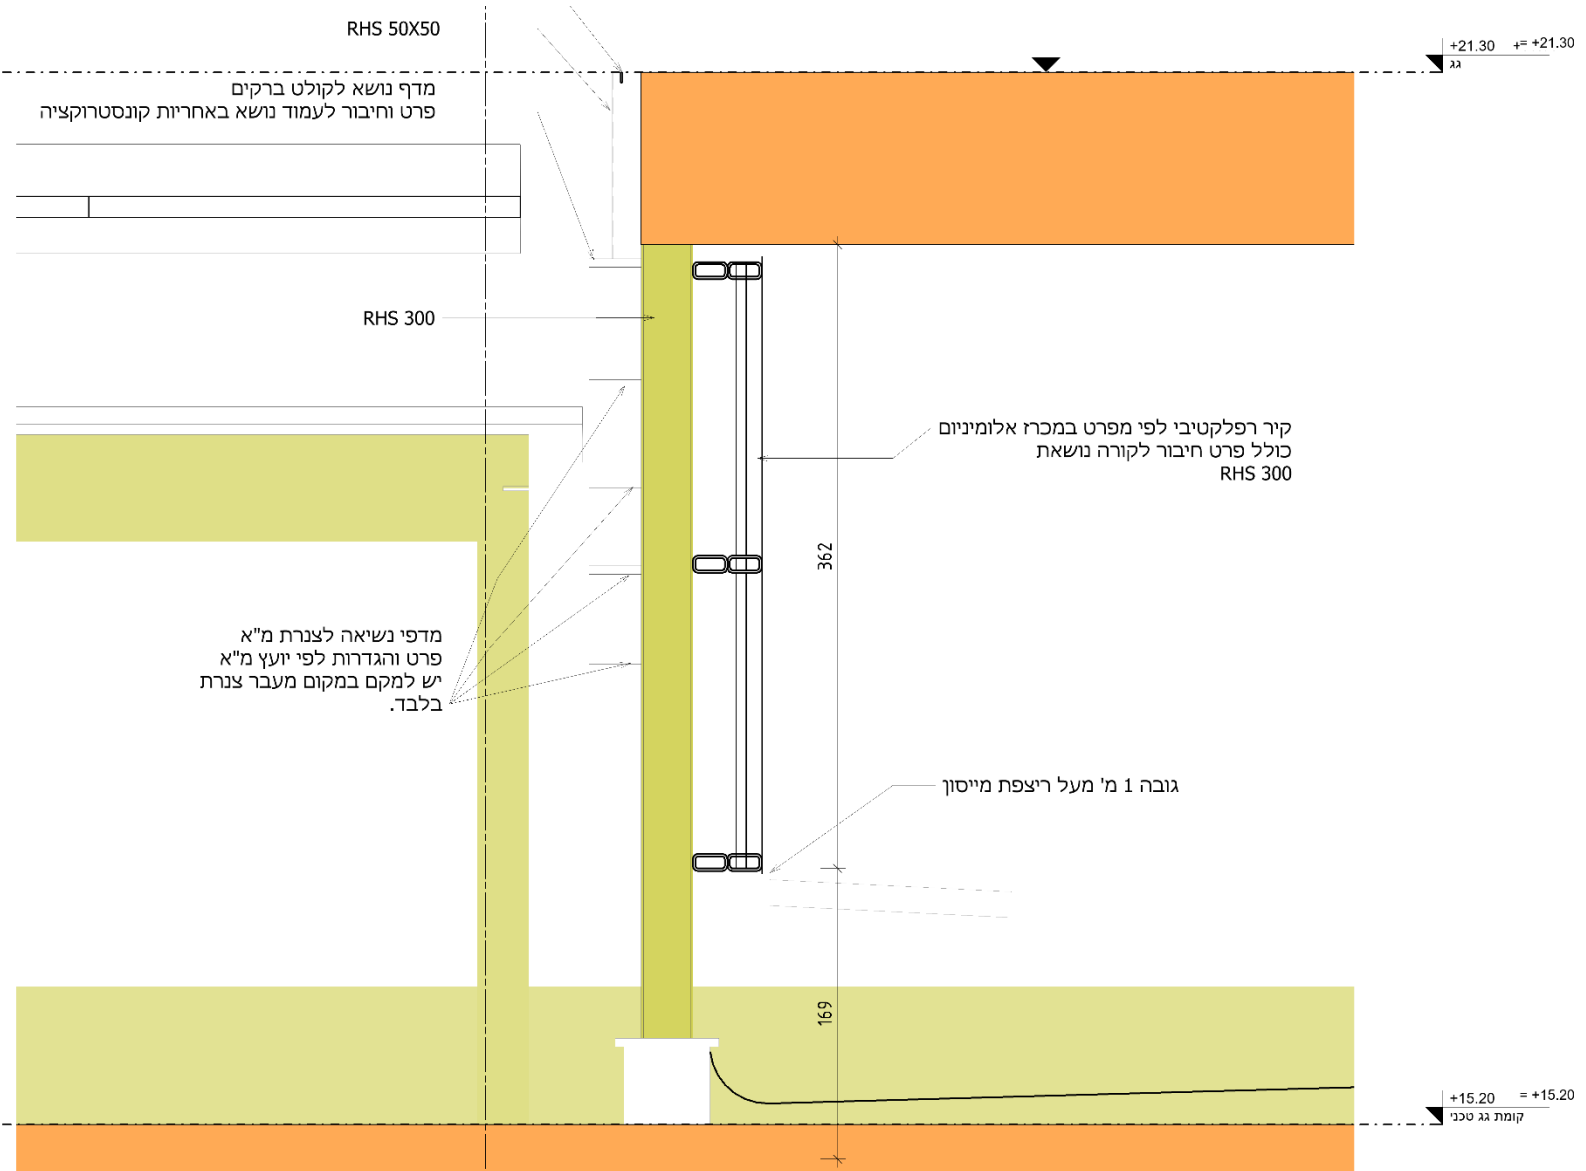 RHS 50X50
+21.30 += +21.30
גג
מדף נושא לקולט ברקים
פרט וחיבור לעמוד נושא באחריות קונסטרוקציה
RHS 300
קיר רפלקטיבי לפי מפרט במכרז אלומיניום
כולל פרט חיבור לקורה נושאת
RHS 300
362
מדפי נשיאה לצנרת מ"א
פרט והגדרות לפי יועץ מ"א
יש למקם במקום מעבר צנרת
בלבד.
גובה 1 מ' מעל ריצפת מייסון
169
+15.20 = +15.20
קומת גג טכני